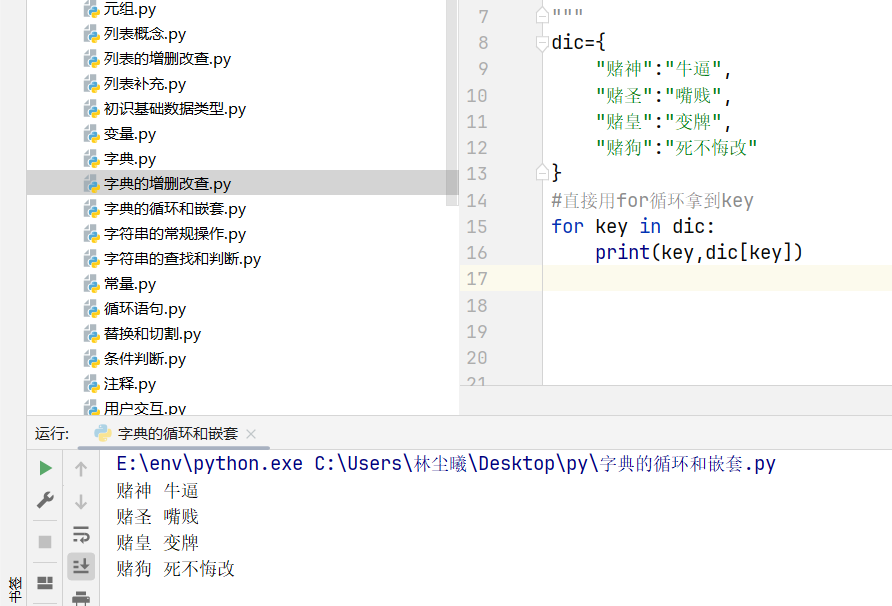 元组.py
列表概念.py
列表的增删改查.py
列表补充.py
初识基础数据类型.py
变量.py
字典.py
字典的增删改查.py
字典的循环和嵌套.py
字符串的常规操作.py
字符串的查找和判断.py
常量.py
循环语句.py
替换和切割.py
条件判断.py
注释.py
用户交互.py
7 """
8 dic={
9 "赌神":"牛逼",
10 "赌圣":"嘴贱",
11 "赌皇":"变牌",
12 "赌狗":"死不悔改"
13 }
14 #直接用for循环拿到key
15 for key in dic:
16 print(key,dic[key])
17
18
19
20
21
运行: 字典的循环和嵌套
E:\env\python.exe C:\Users\林尘曦\Desktop\py\字典的循环和嵌套.py
赌神 牛逼
赌圣 嘴贱
赌皇 变牌
赌狗 死不悔改
书签